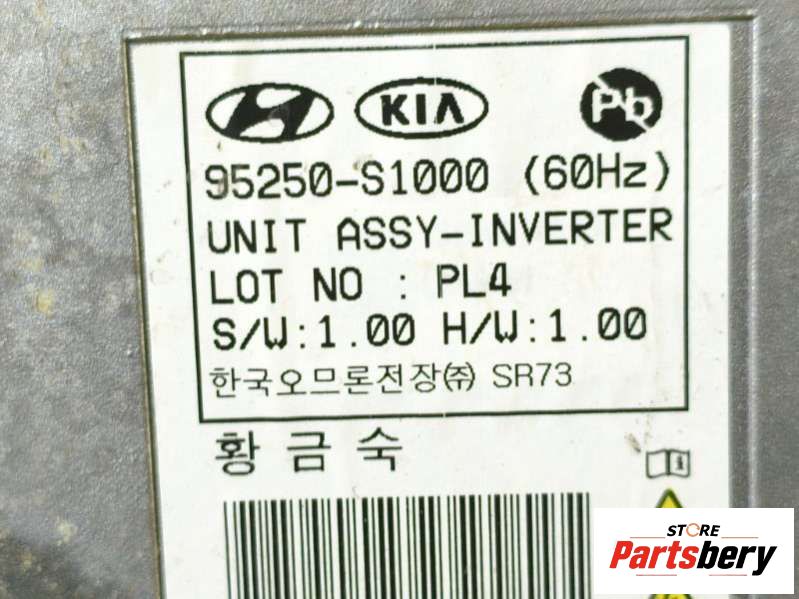 KIA Pb
95250-S1000 (60Hz)
UNIT ASSY-INVERTER
LOT NO : PL4
S/W:1.00 H/W:1.00
한국오므론전장㈜ SR73
황 금 숙
STORE
Partsbery